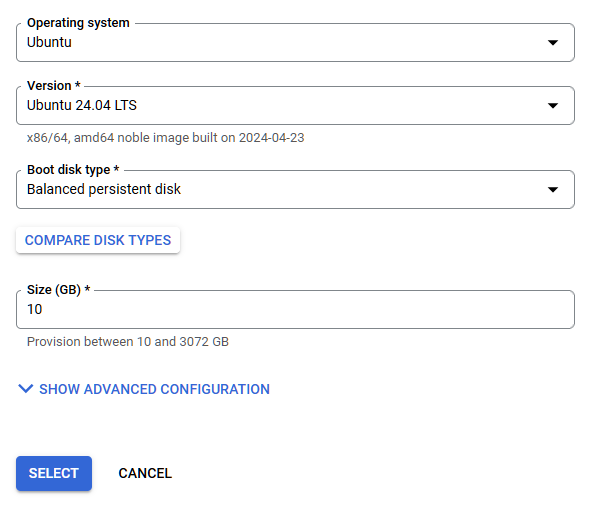 Operating system
Ubuntu
Version *
Ubuntu 24.04 LTS
x86/64, amd64 noble image built on 2024-04-23
Boot disk type *
Balanced persistent disk
COMPARE DISK TYPES
Size (GB) *
10
Provision between 10 and 3072 GB
SHOW ADVANCED CONFIGURATION
SELECT CANCEL